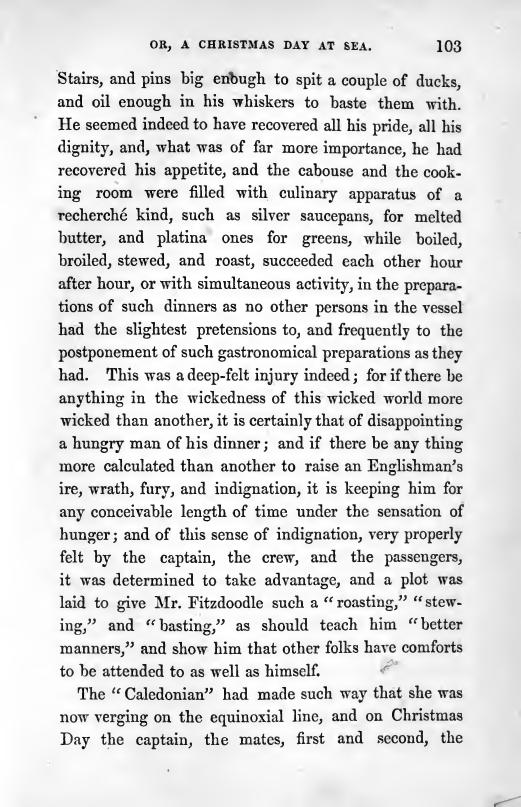 OR, A CHRISTMAS DAY AT SEA. 103
Stairs, and pins big enough to spit a couple of ducks,
and oil enough in his whiskers to baste them with.
He seemed indeed to have recovered all his pride, all his
dignity, and, what was of far more importance, he had
recovered his appetite, and the cabouse and the cook-
ing room were filled with culinary apparatus of a
recherché kind, such as silver saucepans, for melted
butter, and platina ones for greens, while boiled,
broiled, stewed, and roast, succeeded each other hour
after hour, or with simultaneous activity, in the prepara-
tions of such dinners as no other persons in the vessel
had the slightest pretensions to, and frequently to the
postponement of such gastronomical preparations as they
had. This was a deep-felt injury indeed; for if there be
anything in the wickedness of this wicked world more
wicked than another, it is certainly that of disappointing
a hungry man of his dinner; and if there be any thing
more calculated than another to raise an Englishman's
ire, wrath, fury, and indignation, it is keeping him for
any conceivable length of time under the sensation of
hunger; and of this sense of indignation, very properly
felt by the captain, the crew, and the passengers,
it was determined to take advantage, and a plot was
laid to give Mr. Fitzdoodle such a “roasting,” “stew-
ing,” and “basting,” as should teach him “better
manners,” and show him that other folks have comforts
to be attended to as well as himself.
The “Caledonian” had made such way that she was
now verging on the equinoxial line, and on Christmas
Day the captain, the mates, first and second, the